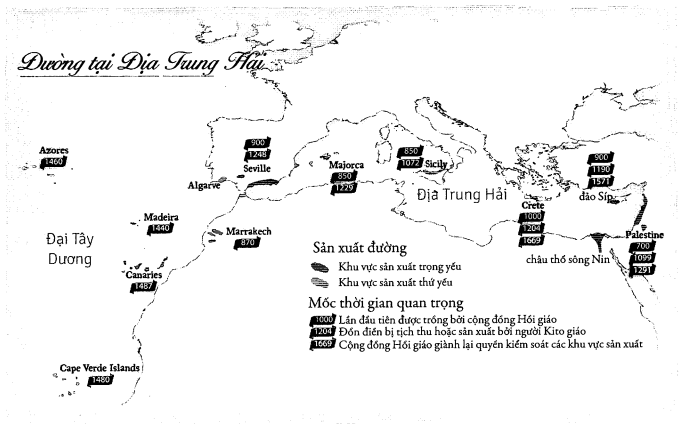 Đường tại Địa Trung Hải
Azores
1460
900
1248
Seville
Algarve
Majorca
850
1229
850
1072
Sicily
Địa Trung Hải
900
1190
1571
đảo Síp
Crete
1000
1204
1669
Palestine
700
1099
1291
châu thổ sông Nin
Madeira
1440
Marrakech
870
Đại Tây
Dương
Canaries
1487
Cape Verde Islands
1480
Sản xuất đường
Khu vực sản xuất trọng yếu
Khu vực sản xuất thứ yếu
Mốc thời gian quan trọng
1000 Lần đầu tiên được trồng bởi cộng đồng Hồi giáo
1204 Đồn điền bị tịch thu hoặc sản xuất bởi người Kito giáo
1669 Cộng đồng Hồi giáo giành lại quyền kiểm soát các khu vực sản xuất